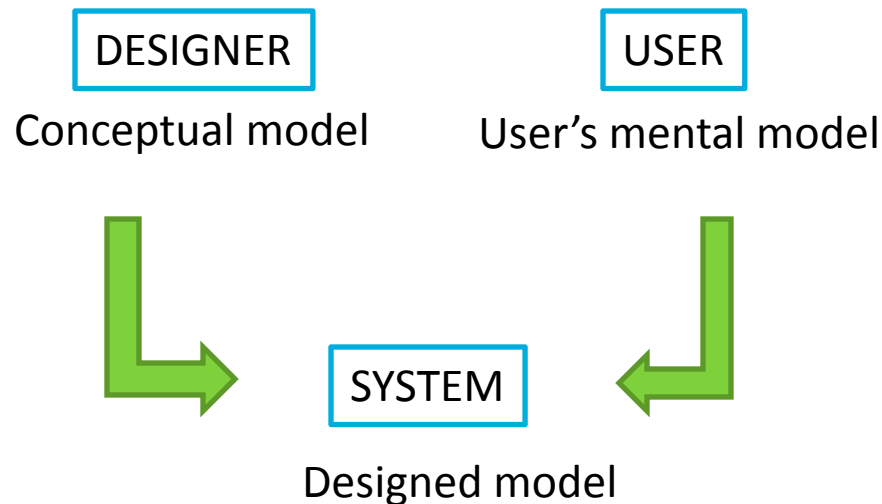 DESIGNER
USER
Conceptual model
User’s mental model
SYSTEM
Designed model